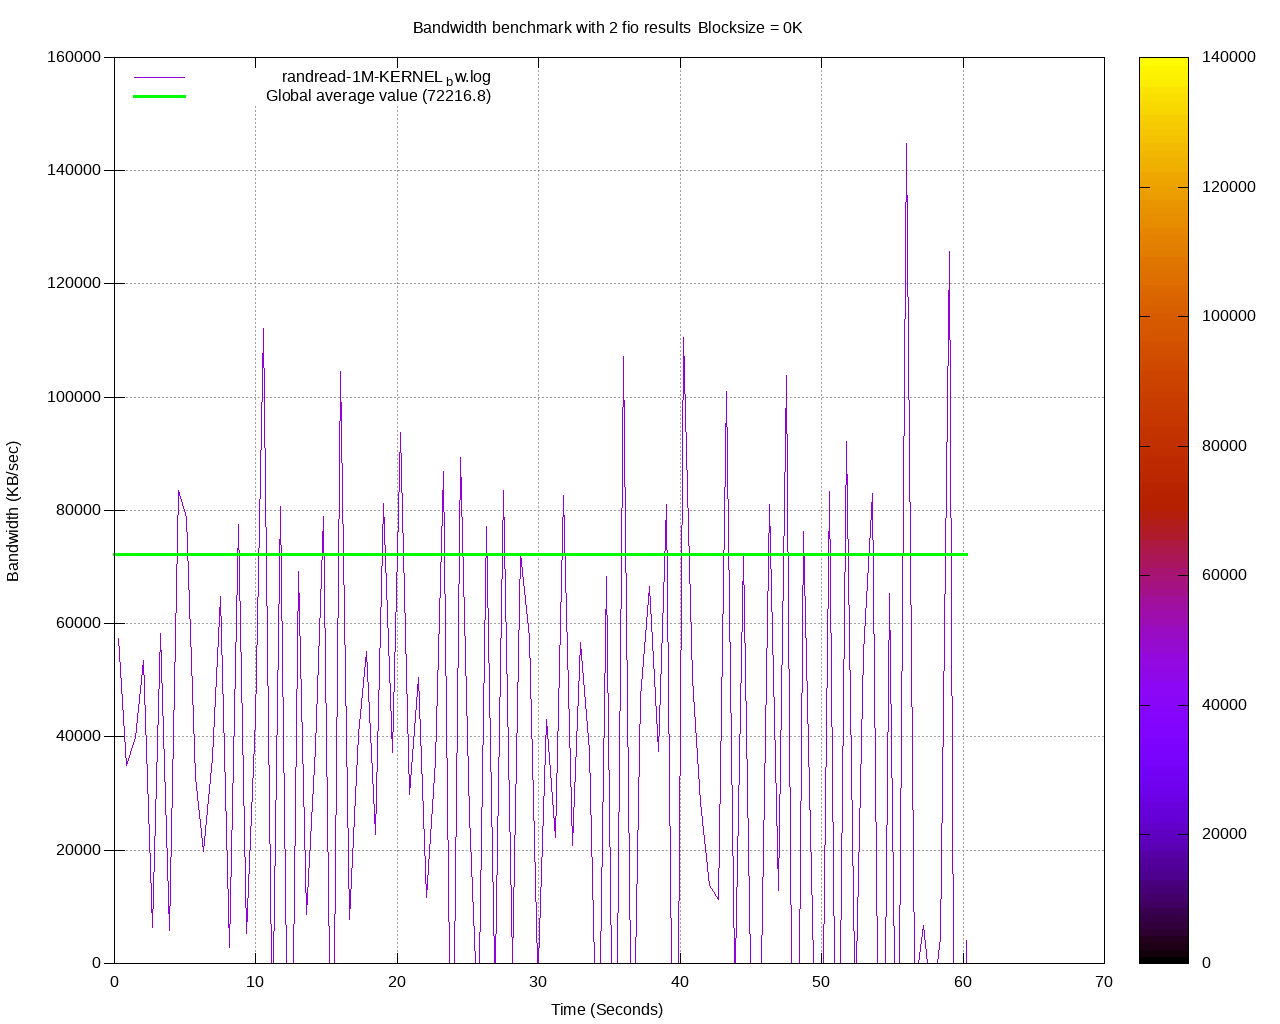 Bandwidth benchmark with 2 fio results Blocksize = 0K
randread-1M-KERNEL bw.log
Global average value (72216.8)
Bandwidth (KB/sec)
160000
140000
120000
100000
80000
60000
40000
20000
0
0 10 20 30 40 50 60 70
Time (Seconds)
140000
120000
100000
80000
60000
40000
20000
0